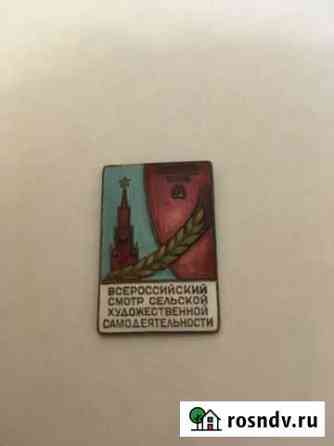 ВСЕРОССИЙСКИЙ
СМОТР СЕЛЬСКОЙ
ХУДОЖЕСТВЕННОЙ
САМОДЕЯТЕЛЬНОСТИ
rosndv.ru